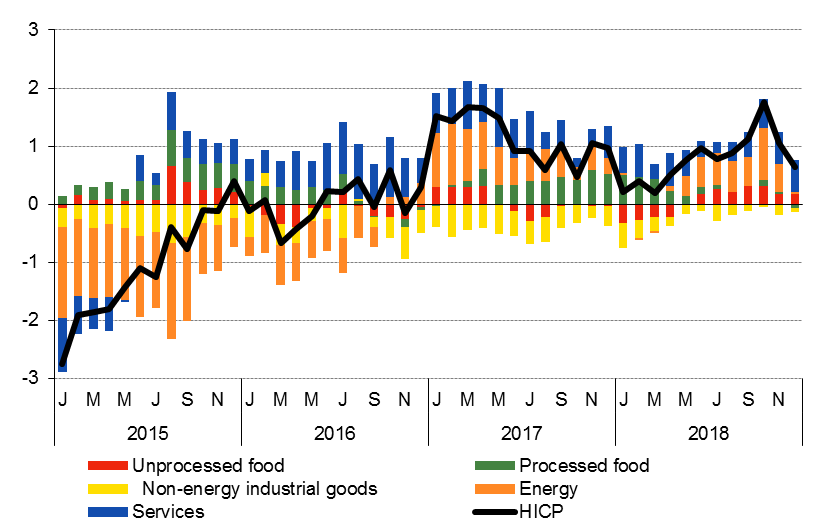 3
2
1
0
-1
-2
-3
J M M J S N J M M J S N J M M J S N J M M J S N
2015 2016 2017 2018
Unprocessed food Processed food
Non-energy industrial goods Energy
Services HICP